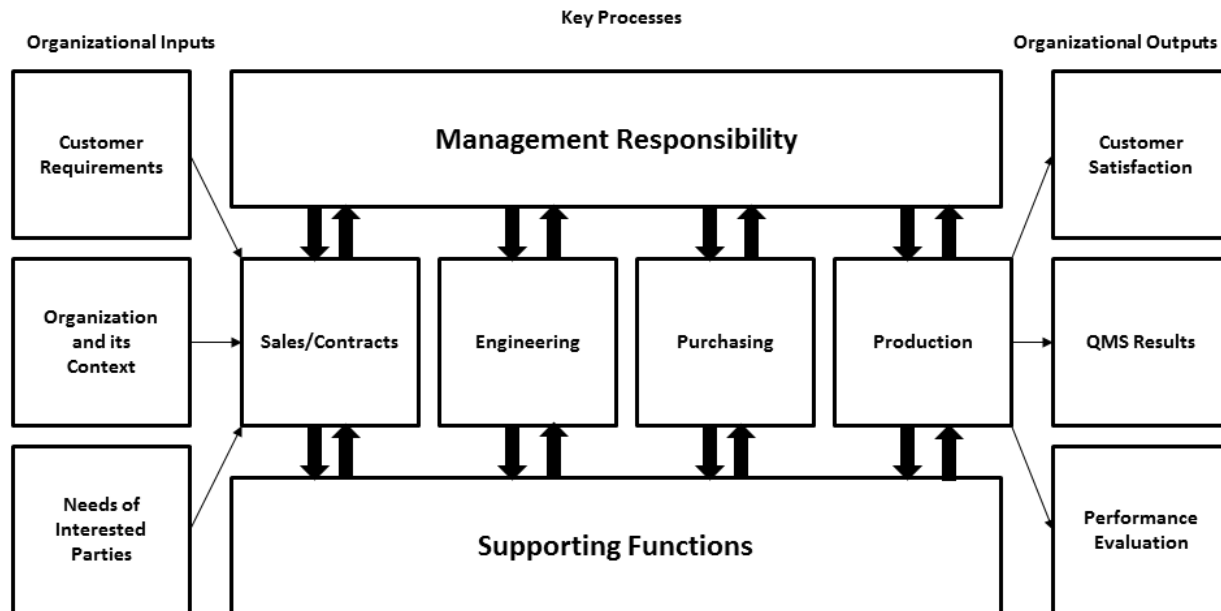 Key Processes
Organizational Inputs
Organizational Outputs
Customer
Requirements
Management Responsibility
Customer
Satisfaction
Organization
and its
Context
Sales/Contracts
Engineering
Purchasing
Production
QMS Results
Needs of
Interested
Parties
Supporting Functions
Performance
Evaluation